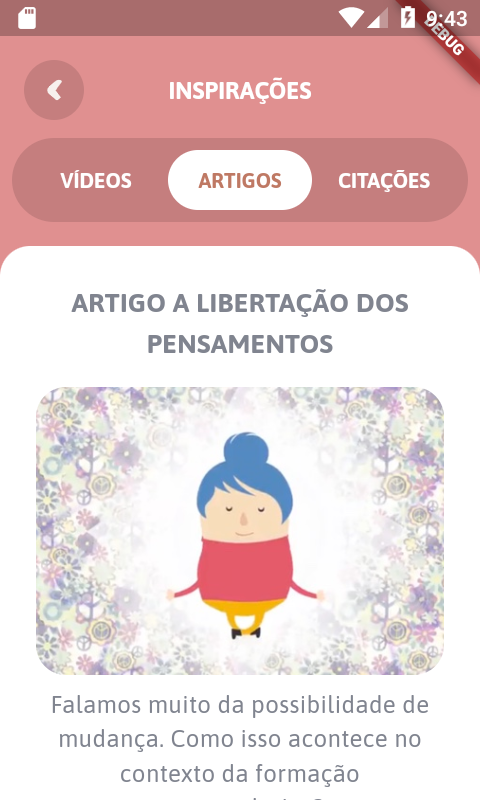 9:43
DEBUG
INSPIRAÇÕES
VÍDEOS ARTIGOS CITAÇÕES
ARTIGO A LIBERTAÇÃO DOS
PENSAMENTOS
Falamos muito da possibilidade de
mudança. Como isso acontece no
contexto da formação